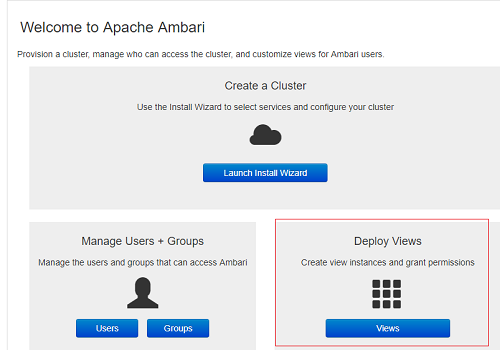 Welcome to Apache Ambari
Provision a cluster, manage who can access the cluster, and customize views for Ambari users.
Create a Cluster
Use the Install Wizard to select services and configure your cluster
Launch Install Wizard
Manage Users + Groups
Manage the users and groups that can access Ambari
Users
Groups
Deploy Views
Create view instances and grant permissions
Views